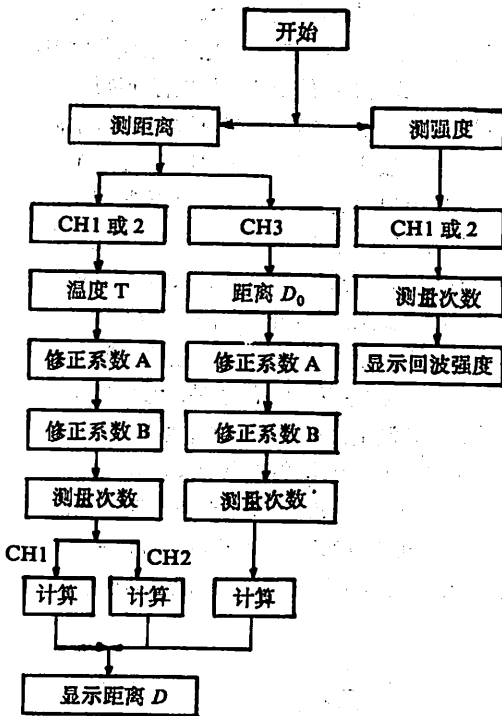 开始
测距离
测强度
CH1 或 2
CH3
CH1 或 2
温度 T
距离 D₀
测量次数
修正系数 A
修正系数 A
显示回波强度
修正系数 B
修正系数 B
测量次数
测量次数
CH1
CH2
计算
计算
计算
显示距离 D